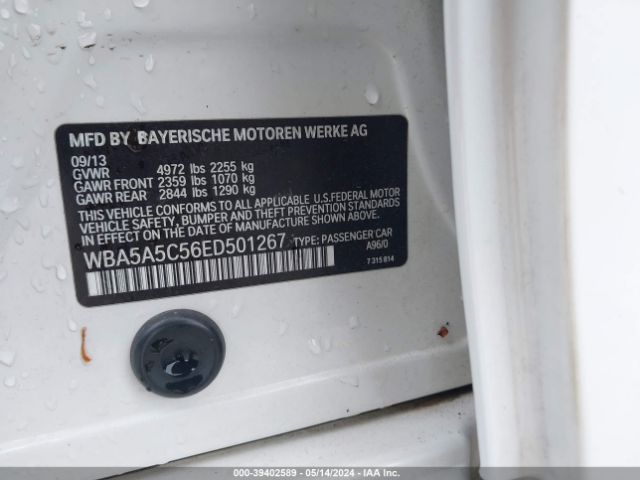 MFD BY BAYERISCHE MOTOREN WERKE AG
09/13
GVWR 4972 lbs 2255 kg
GAWR FRONT 2359 lbs 1070 kg
GAWR REAR 2844 lbs 1290 kg
THIS VEHICLE CONFORMS TO ALL APPLICABLE U.S.FEDERAL MOTOR
VEHICLE SAFETY, BUMPER AND THEFT PREVENTION STANDARDS
IN EFFECT ON THE DATE OF MANUFACTURE SHOWN ABOVE.
WBA5A5C56ED501267 TYPE: PASSENGER CAR
A96/0
7 315 814
000-39402589 - 05/14/2024 - IAA Inc.